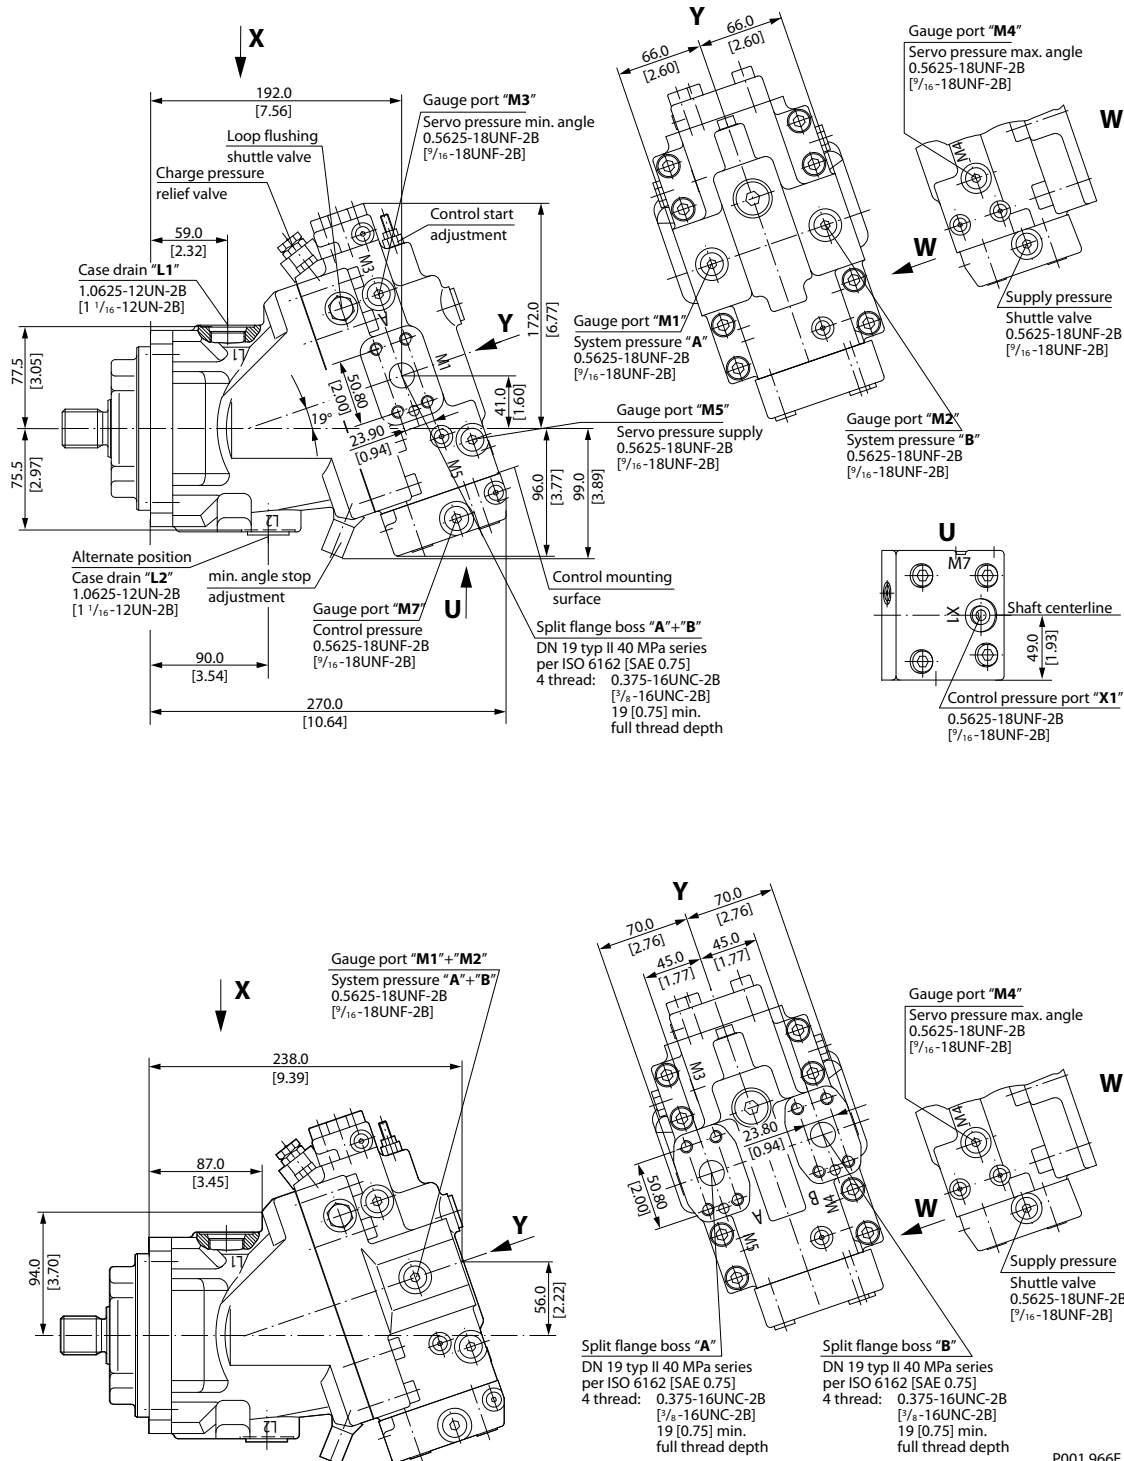 X
192.0
[7.56]
Gauge port "M3"
Servo pressure min. angle
0.5625-18UNF-2B
[9/16-18UNF-2B]
Loop flushing
shuttle valve
Charge pressure
relief valve
59.0
[2.32]
Control start
adjustment
Case drain "L1"
1.0625-12UN-2B
[1 1/16-12UN-2B]
M3
L1
A
M1
Y
172.0
[6.77]
77.5
[3.05]
50.80
[2.00]
41.0
[1.60]
19°
23.90
[0.94]
Gauge port "M5"
Servo pressure supply
0.5625-18UNF-2B
[9/16-18UNF-2B]
75.5
[2.97]
M5
96.0
[3.77]
99.0
[3.89]
L2
Alternate position
Case drain "L2"
1.0625-12UN-2B
[1 1/16-12UN-2B]
min. angle stop
adjustment
Gauge port "M7"
Control pressure
0.5625-18UNF-2B
[9/16-18UNF-2B]
U
Control mounting
surface
Split flange boss "A"+"B"
DN 19 typ II 40 MPa series
per ISO 6162 [SAE 0.75]
4 thread: 0.375-16UNC-2B
[3/8-16UNC-2B]
19 [0.75] min.
full thread depth
90.0
[3.54]
270.0
[10.64]
Y
66.0
[2.60]
66.0
[2.60]
W
Gauge port "M1"
System pressure "A"
0.5625-18UNF-2B
[9/16-18UNF-2B]
Gauge port "M2"
System pressure "B"
0.5625-18UNF-2B
[9/16-18UNF-2B]
Gauge port "M4"
Servo pressure max. angle
0.5625-18UNF-2B
[9/16-18UNF-2B]
W
M4
Supply pressure
Shuttle valve
0.5625-18UNF-2B
[9/16-18UNF-2B]
U
M7
X1
Shaft centerline
49.0
[1.93]
Control pressure port "X1"
0.5625-18UNF-2B
[9/16-18UNF-2B]
Gauge port "M1"+"M2"
System pressure "A"+"B"
0.5625-18UNF-2B
[9/16-18UNF-2B]
X
238.0
[9.39]
87.0
[3.45]
L1
Y
94.0
[3.70]
56.0
[2.22]
L2
Y
70.0
[2.76]
70.0
[2.76]
45.0
[1.77]
45.0
[1.77]
M3
23.80
[0.94]
50.80
[2.00]
A
B
M4
M5
W
Split flange boss "A"
DN 19 typ II 40 MPa series
per ISO 6162 [SAE 0.75]
4 thread: 0.375-16UNC-2B
[3/8-16UNC-2B]
19 [0.75] min.
full thread depth
Split flange boss "B"
DN 19 typ II 40 MPa series
per ISO 6162 [SAE 0.75]
4 thread: 0.375-16UNC-2B
[3/8-16UNC-2B]
19 [0.75] min.
full thread depth
Gauge port "M4"
Servo pressure max. angle
0.5625-18UNF-2B
[9/16-18UNF-2B]
W
M4
Supply pressure
Shuttle valve
0.5625-18UNF-2B
[9/16-18UNF-2B]
P001 966E